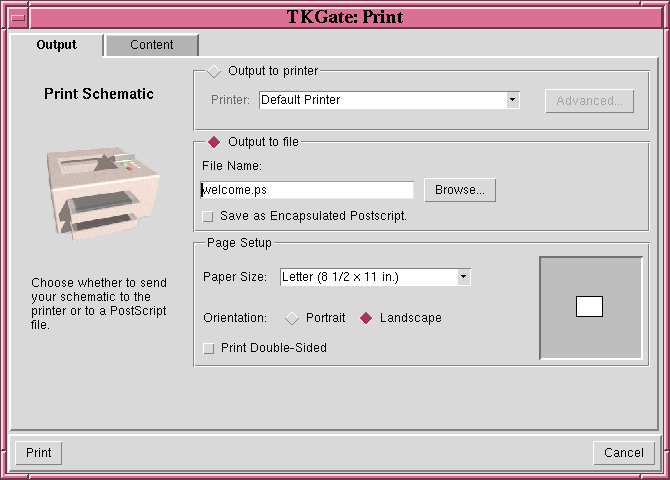 TKGate: Print
Output
Content
Print Schematic
Choose whether to send
your schematic to the
printer or to a PostScript
file.
Output to printer
Printer:
Default Printer
Advanced...
Output to file
File Name:
welcome.ps
Browse...
Save as Encapsulated Postscript.
Page Setup
Paper Size:
Letter (8 1/2 × 11 in.)
Orientation:
Portrait
Landscape
Print Double-Sided
Print
Cancel